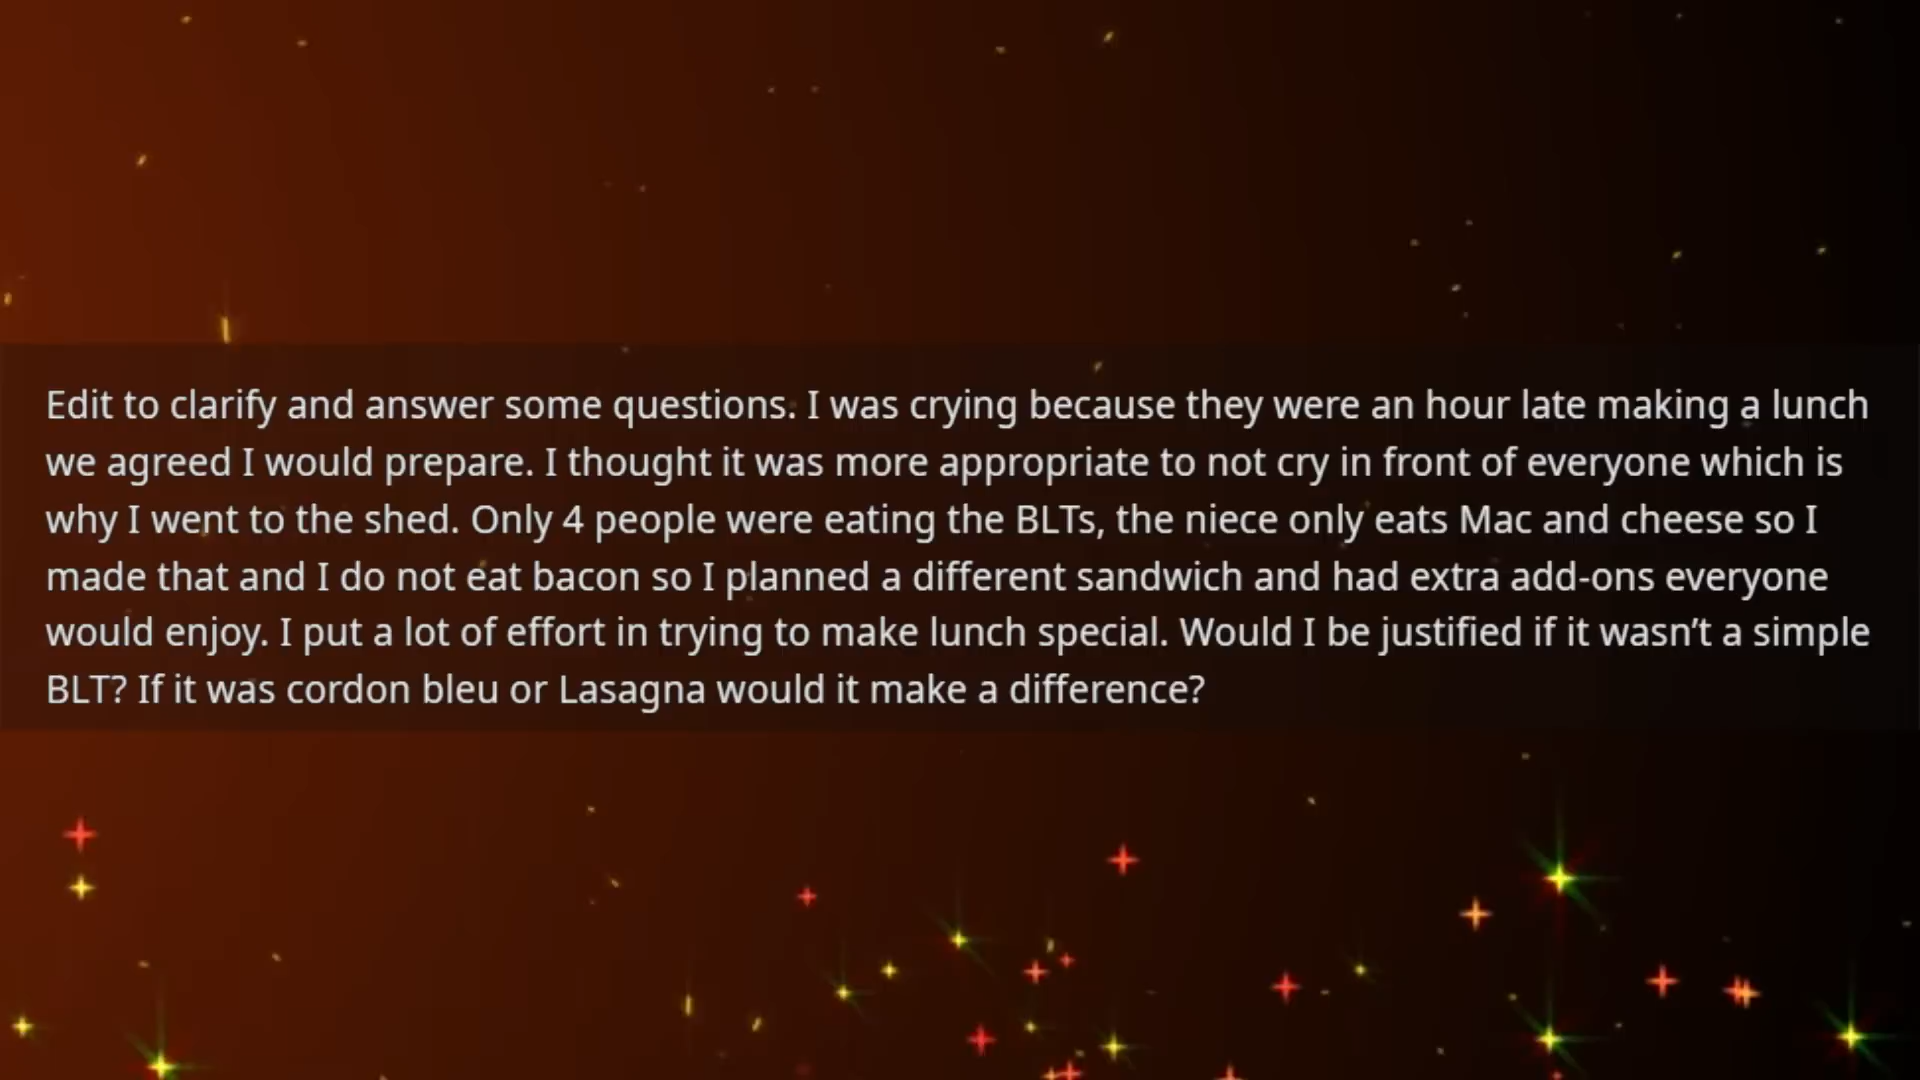 Edit to clarify and answer some questions. I was crying because they were an hour late making a lunch
we agreed I would prepare. I thought it was more appropriate to not cry in front of everyone which is
why I went to the shed. Only 4 people were eating the BLTs, the niece only eats Mac and cheese so I
made that and I do not eat bacon so I planned a different sandwich and had extra add-ons everyone
would enjoy. I put a lot of effort in trying to make lunch special. Would I be justified if it wasn’t a simple
BLT? If it was cordon bleu or Lasagna would it make a difference?